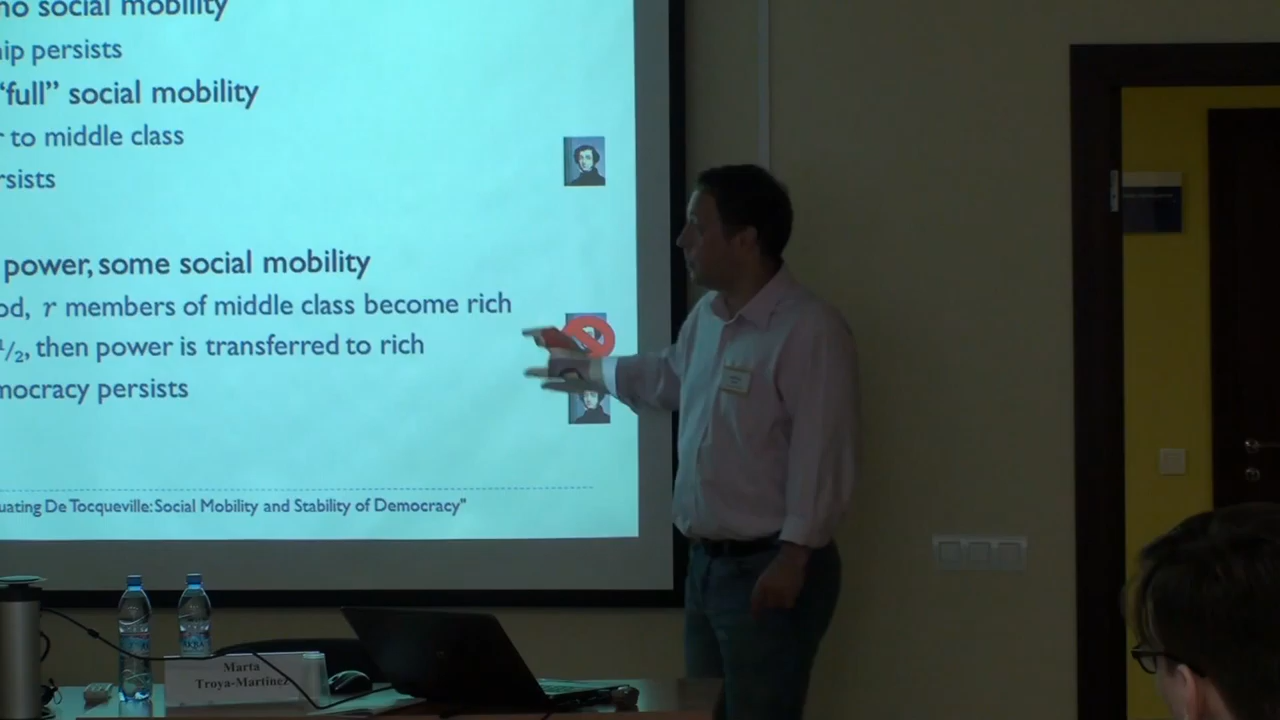 no social mobility
ip persists
“full” social mobility
r to middle class
rsists
power, some social mobility
od, r members of middle class become rich
1/2, then power is transferred to rich
mocracy persists
uating De Tocqueville: Social Mobility and Stability of Democracy"
Marta
Troya-Martinez